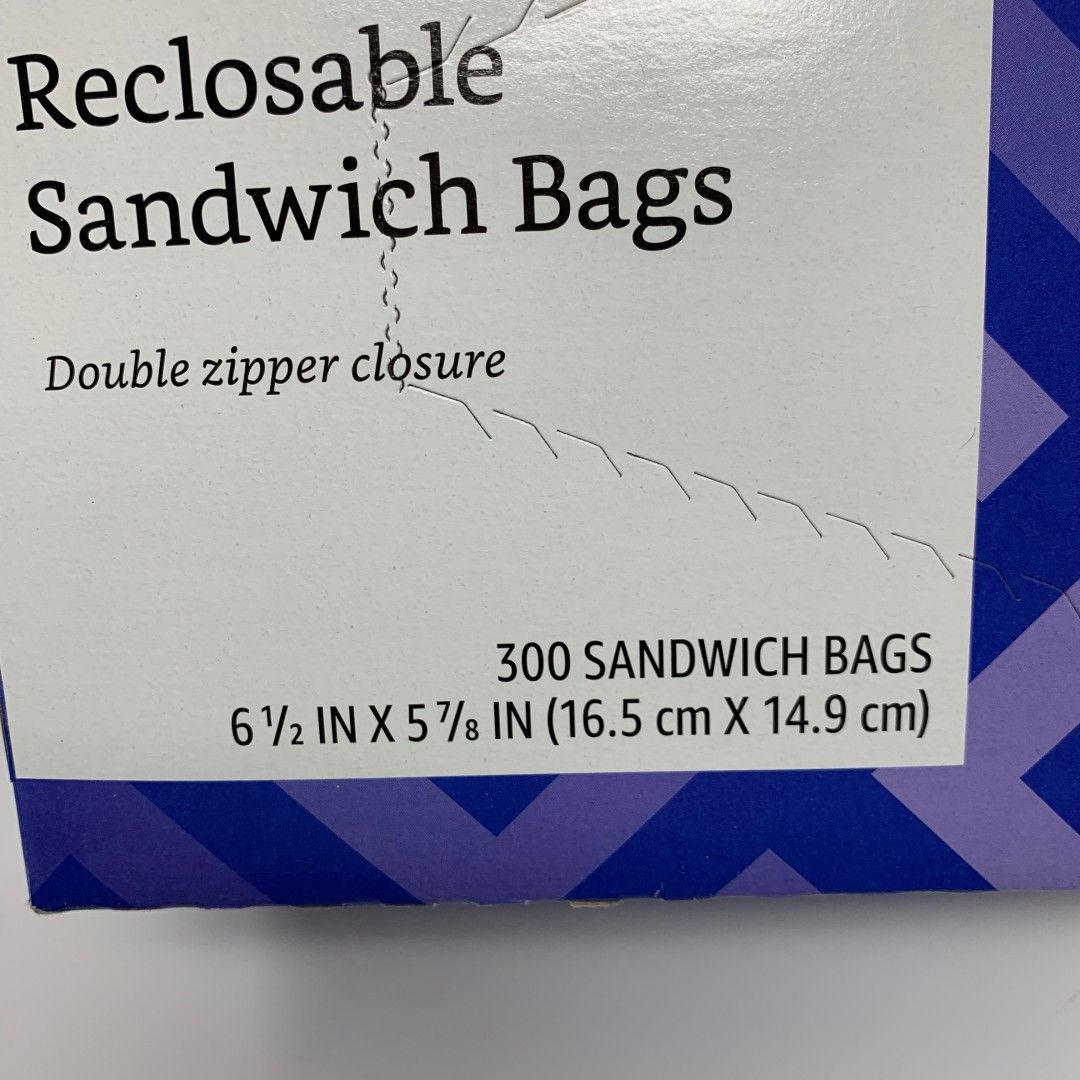 Reclosable
Sandwich Bags
Double zipper closure
300 SANDWICH BAGS
6 ½ IN X 5 ⅞ IN (16.5 cm X 14.9 cm)